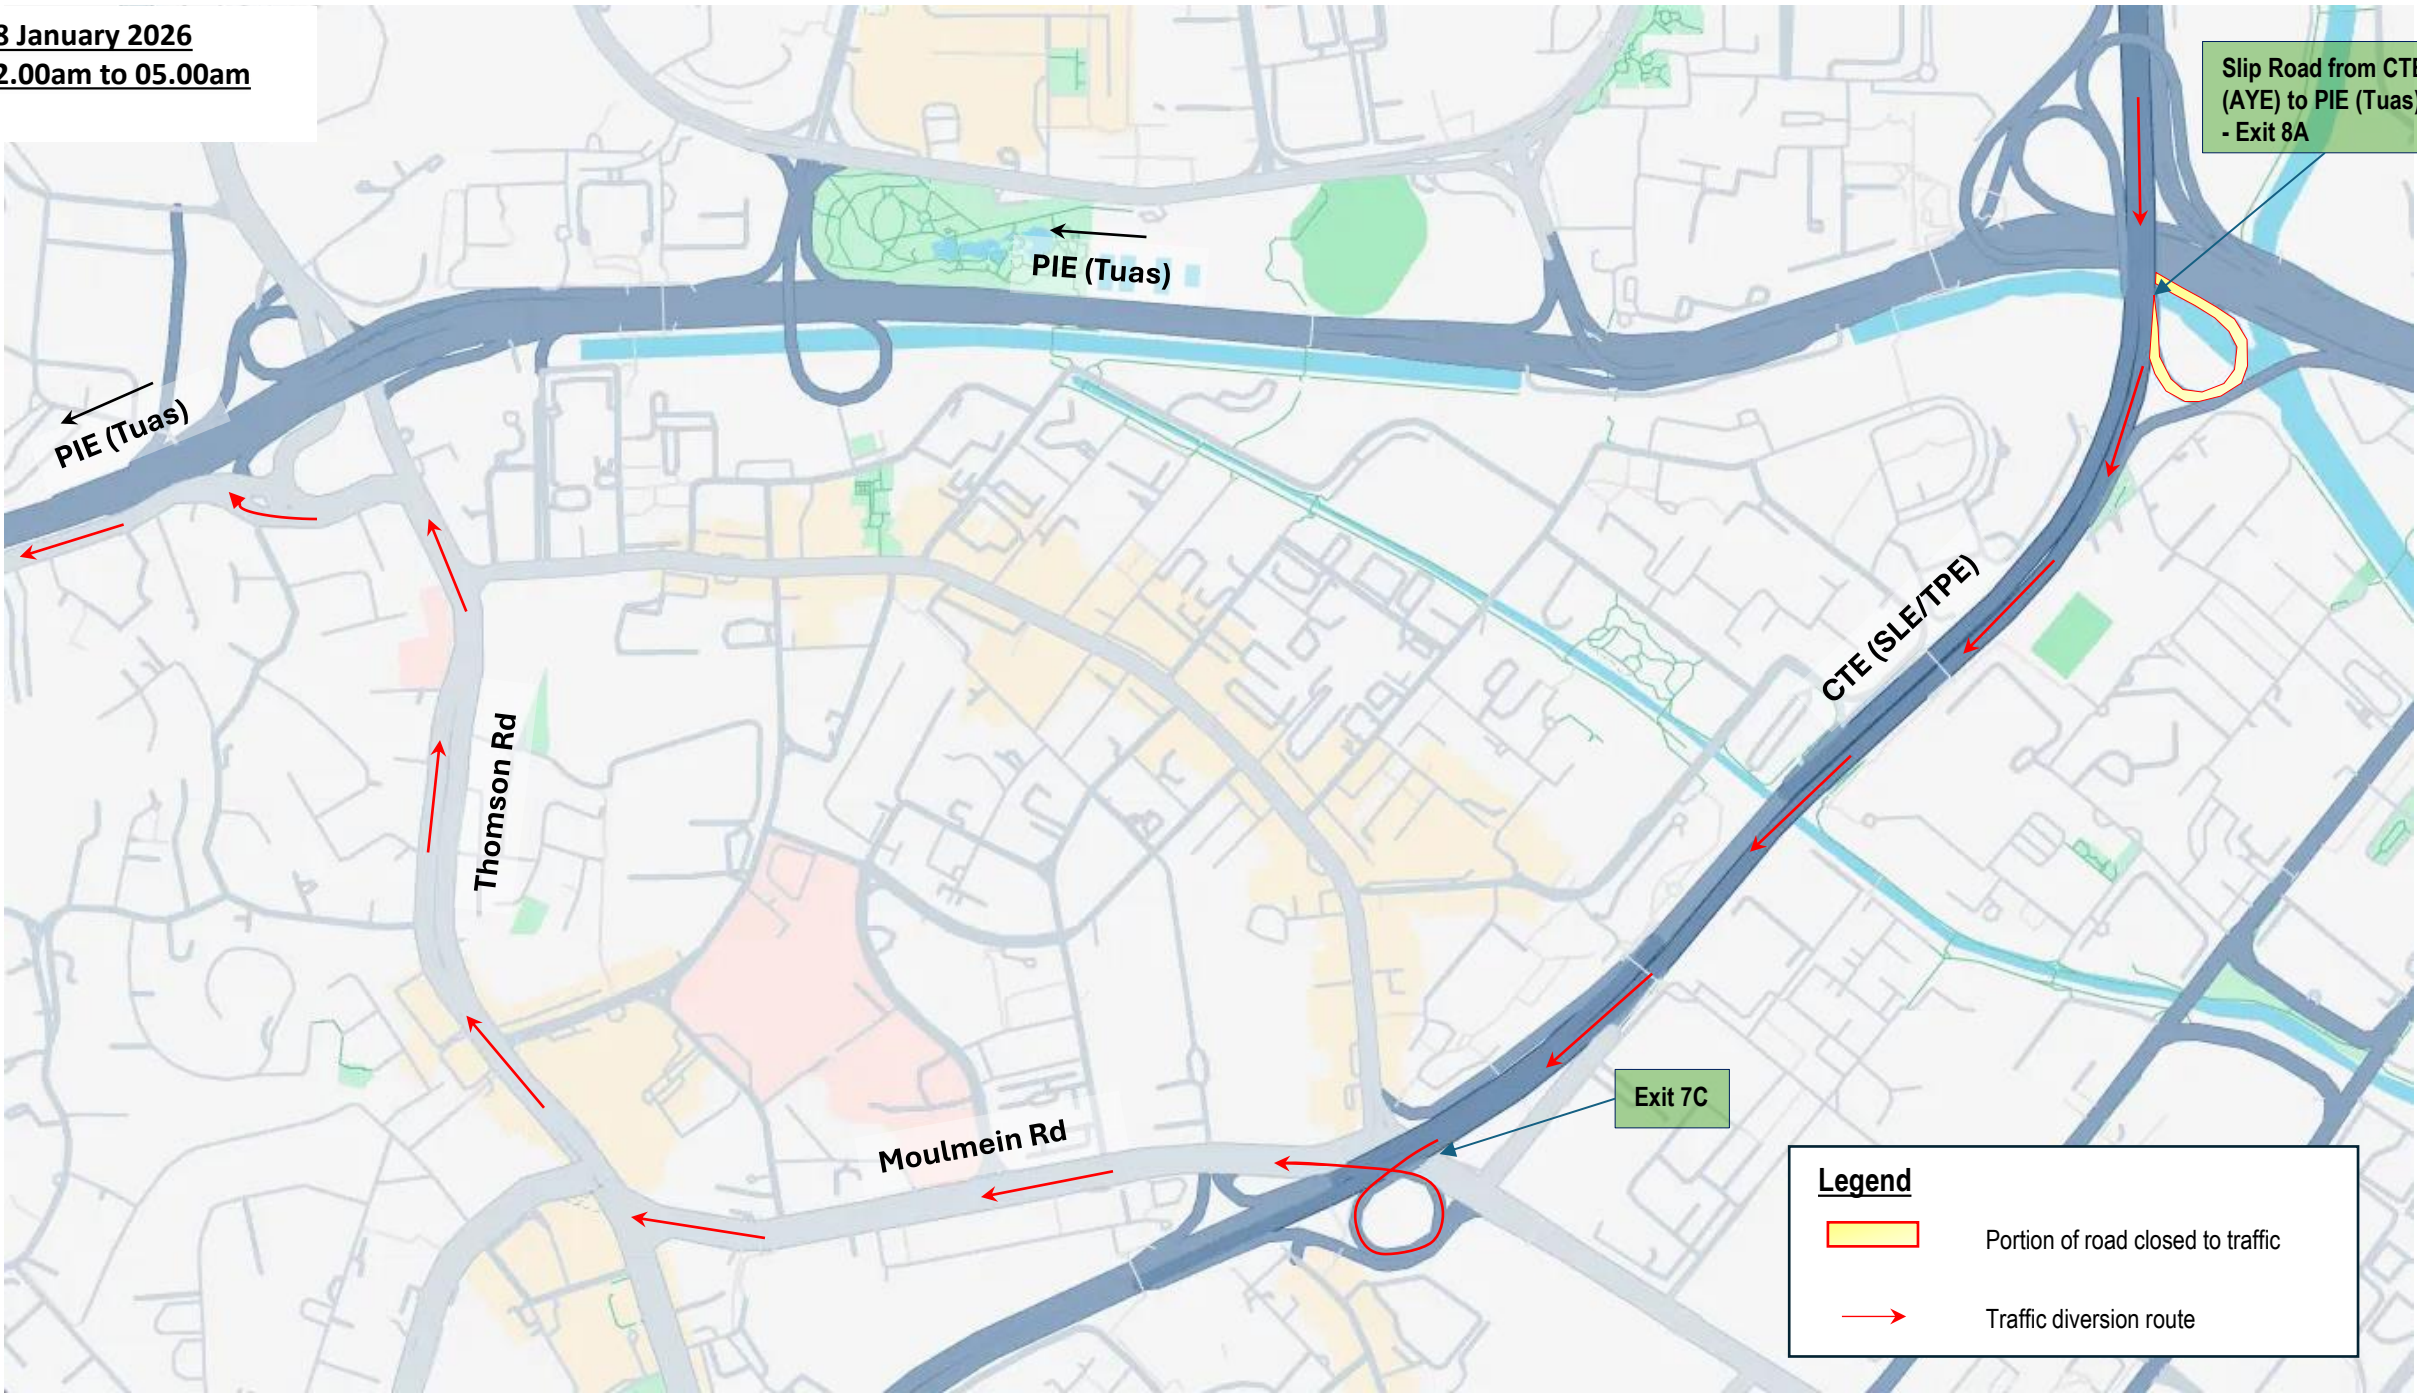 8 January 2026
2.00am to 05.00am
Slip Road from CTE
(AYE) to PIE (Tuas)
- Exit 8A
PIE (Tuas)
PIE (Tuas)
CTE (SLE/TPE)
Thomson Rd
Moulmein Rd
Exit 7C
Legend
Portion of road closed to traffic
Traffic diversion route